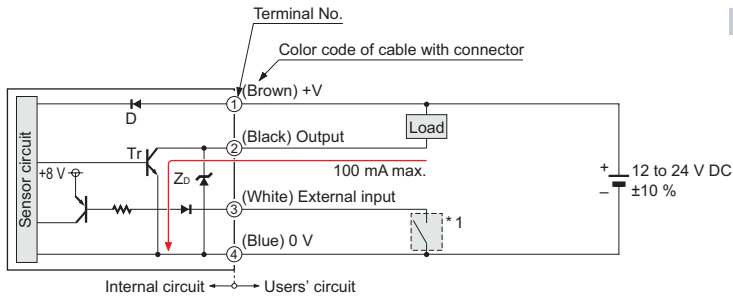 Terminal No.
Color code of cable with connector
(Brown) +V
1
D
Load
(Black) Output
2
Tr
Sensor circuit
+8 V
ZD
100 mA max.
+ 12 to 24 V DC
– ±10 %
(White) External input
3
* 1
(Blue) 0 V
4
Internal circuit
Users' circuit